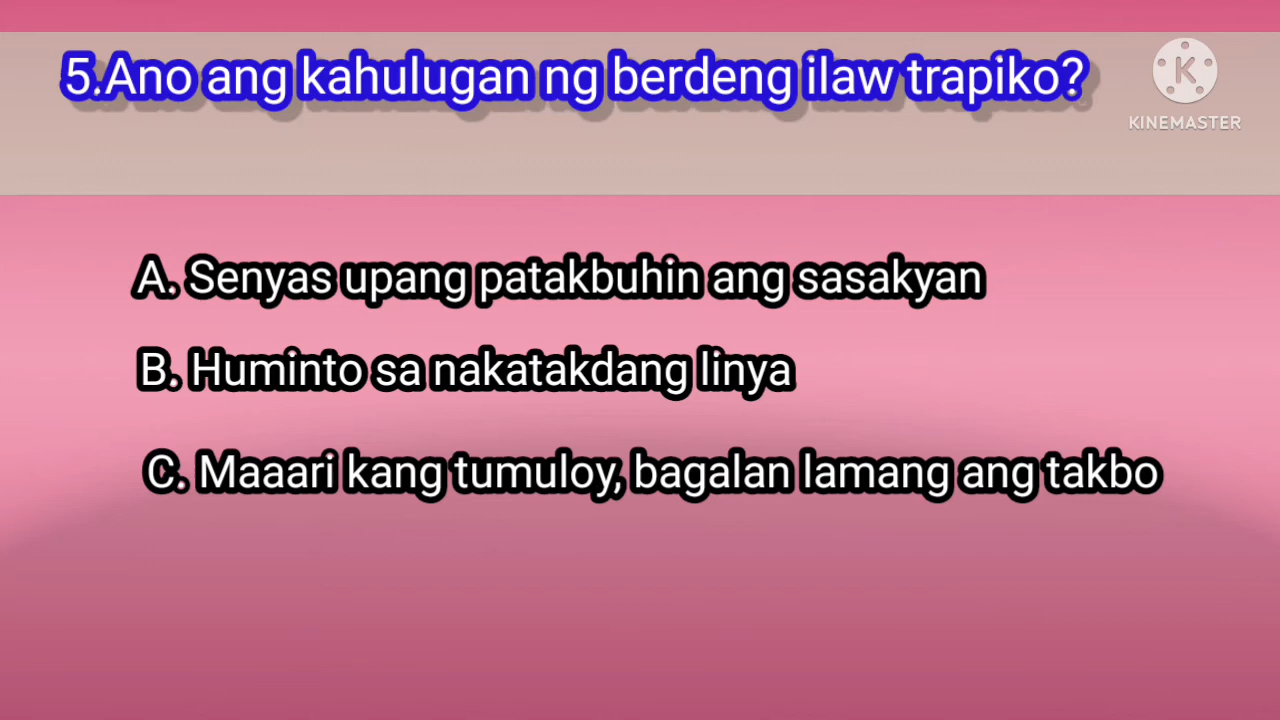 5.Ano ang kahulugan ng berdeng ilaw trapiko?
KINEMASTER
A. Senyas upang patakbuhin ang sasakyan
B. Huminto sa nakatakdang linya
C. Maaari kang tumuloy, bagalan lamang ang takbo